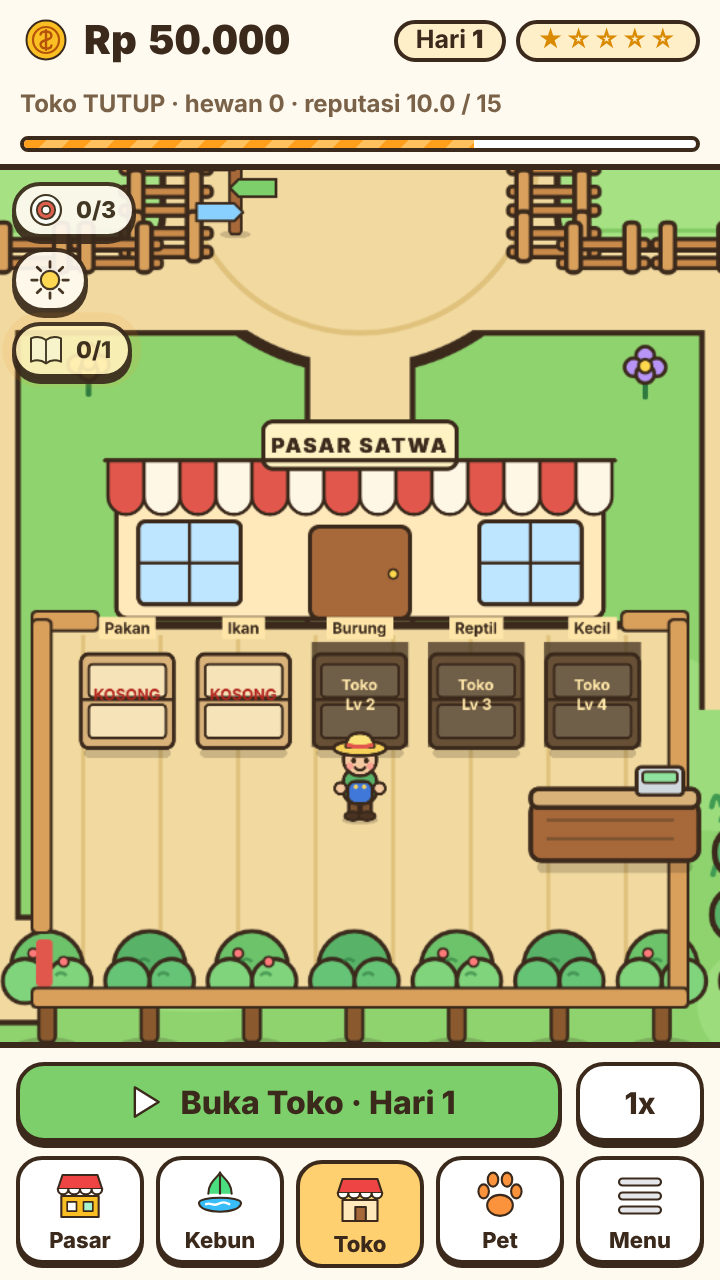 Rp 50.000
Hari 1
Toko TUTUP · hewan 0 · reputasi 10.0 / 15
0/3
0/1
PASAR SATWA
Pakan Ikan Burung Reptil Kecil
KOSONG KOSONG
Toko Lv 2
Toko Lv 3
Toko Lv 4
Buka Toko · Hari 1
1x
Pasar Kebun Toko Pet Menu